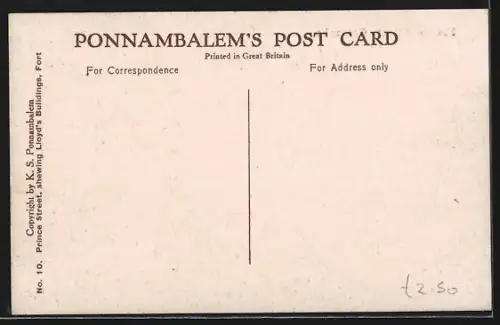 PONNAMBALEM'S POST CARD
Printed in Great Britain
For Correspondence
For Address only
Copyright by K. S. Ponnambalem
No. 10. Prince Street, shewing Lloyd's Buildings, Fort
£2.50